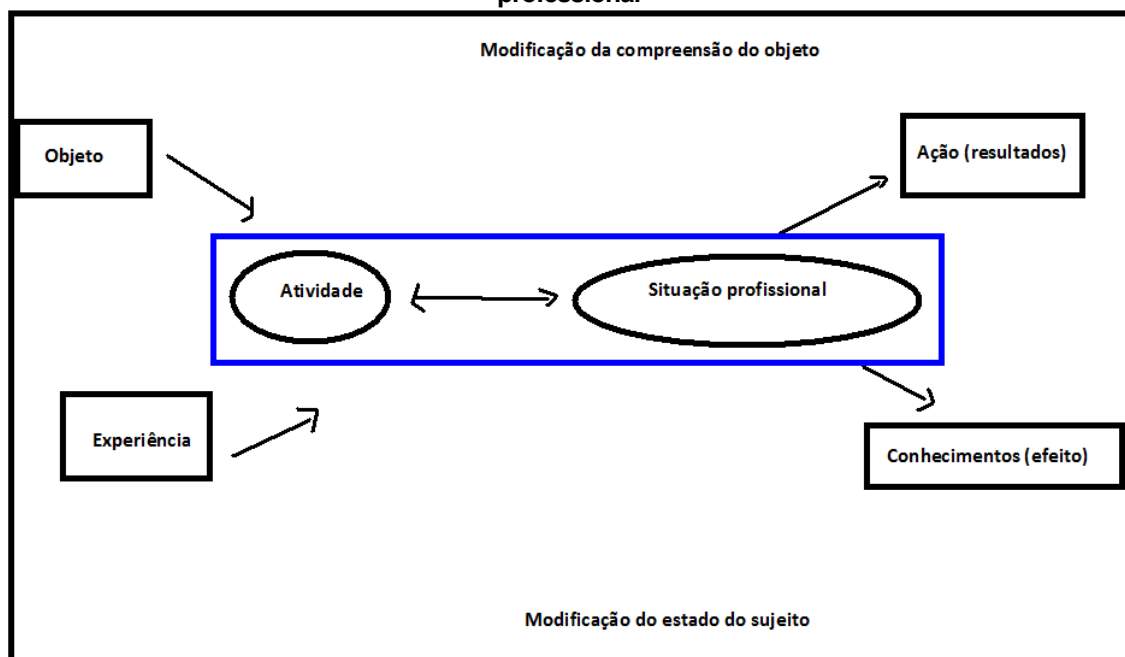 profissional
Modificação da compreensão do objeto
Objeto
Ação (resultados)
Atividade
Situação profissional
Experiência
Conhecimentos (efeito)
Modificação do estado do sujeito